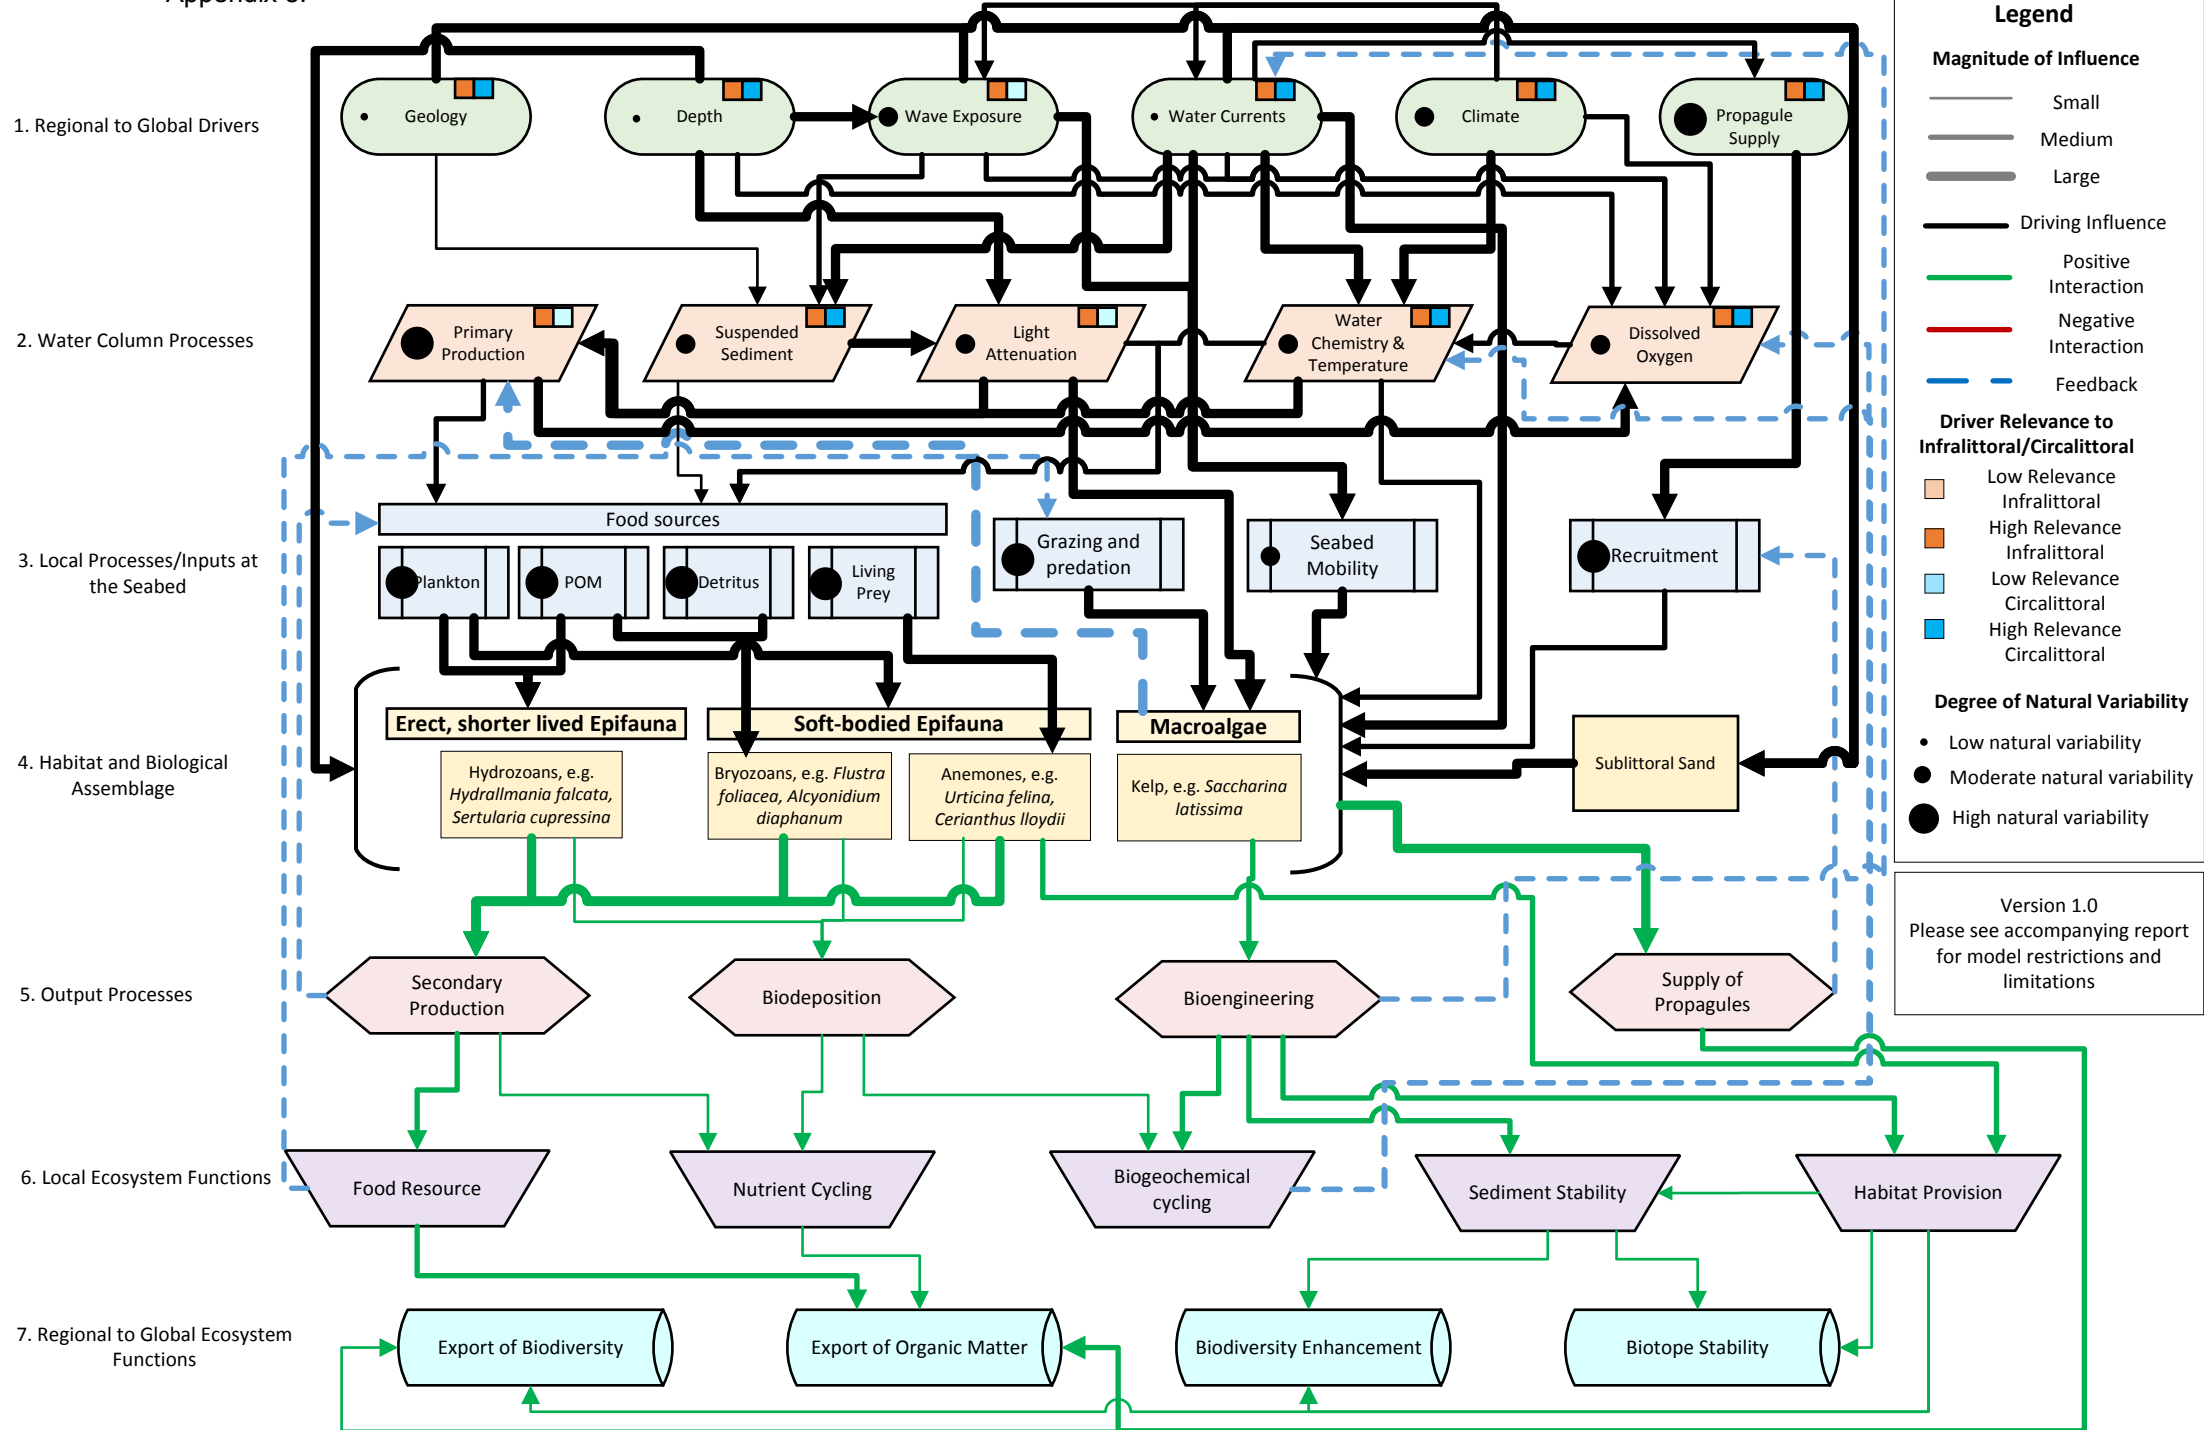 Appendix 8.
Legend
Magnitude of Influence
Small
Medium
Large
Driving Influence
Positive
Interaction
Negative
Interaction
Feedback
Driver Relevance to
Infralittoral/Circalittoral
Low Relevance
Infralittoral
High Relevance
Infralittoral
Low Relevance
Circalittoral
High Relevance
Circalittoral
Degree of Natural Variability
Low natural variability
Moderate natural variability
High natural variability
Version 1.0
Please see accompanying report
for model restrictions and
limitations
1. Regional to Global Drivers
Geology
Depth
Wave Exposure
Water Currents
Climate
Propagule
Supply
2. Water Column Processes
Primary
Production
Suspended
Sediment
Light
Attenuation
Water
Chemistry &
Temperature
Dissolved
Oxygen
3. Local Processes/Inputs at
the Seabed
Food sources
Plankton
POM
Detritus
Living
Prey
Grazing and
predation
Seabed
Mobility
Recruitment
4. Habitat and Biological
Assemblage
Erect, shorter lived Epifauna
Soft-bodied Epifauna
Macroalgae
Hydrozoans, e.g.
Hydrallmania falcata,
Sertularia cupressina
Bryozoans, e.g. Flustra
foliacea, Alcyonidium
diaphanum
Anemones, e.g.
Urticina felina,
Cerianthus lloydii
Kelp, e.g. Saccharina
latissima
Sublittoral Sand
5. Output Processes
Secondary
Production
Biodeposition
Bioengineering
Supply of
Propagules
6. Local Ecosystem Functions
Food Resource
Nutrient Cycling
Biogeochemical
cycling
Sediment Stability
Habitat Provision
7. Regional to Global Ecosystem
Functions
Export of Biodiversity
Export of Organic Matter
Biodiversity Enhancement
Biotope Stability